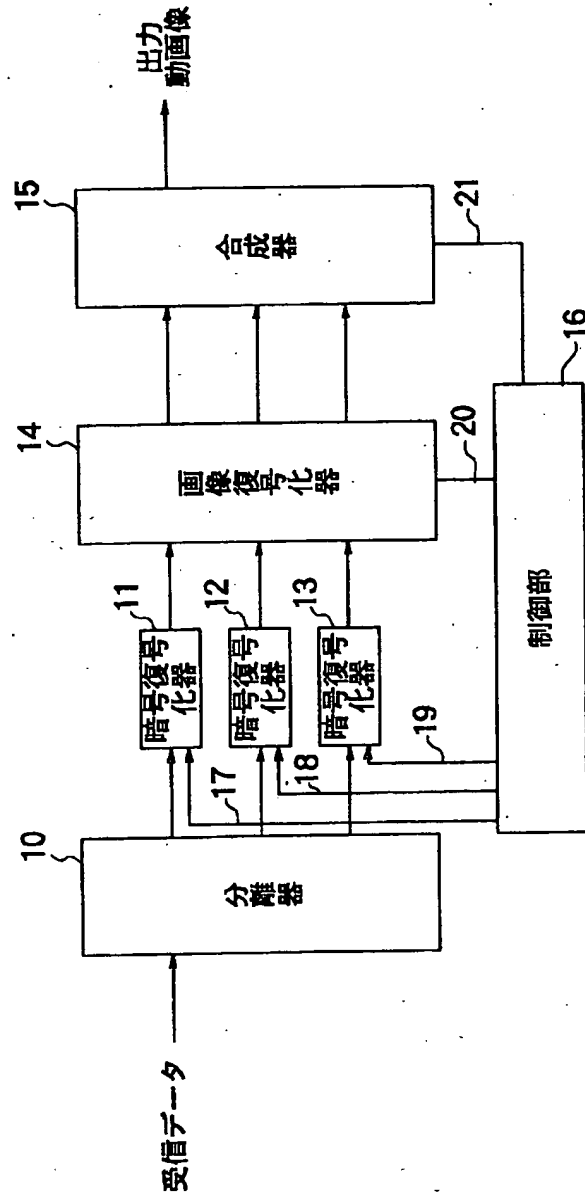 受信データ
10
分離器
17
18
19
11
暗号復号
化器
12
暗号復号
化器
13
暗号復号
化器
14
画像復号化器
20
15
合成器
21
16
制御部
出力
動画像